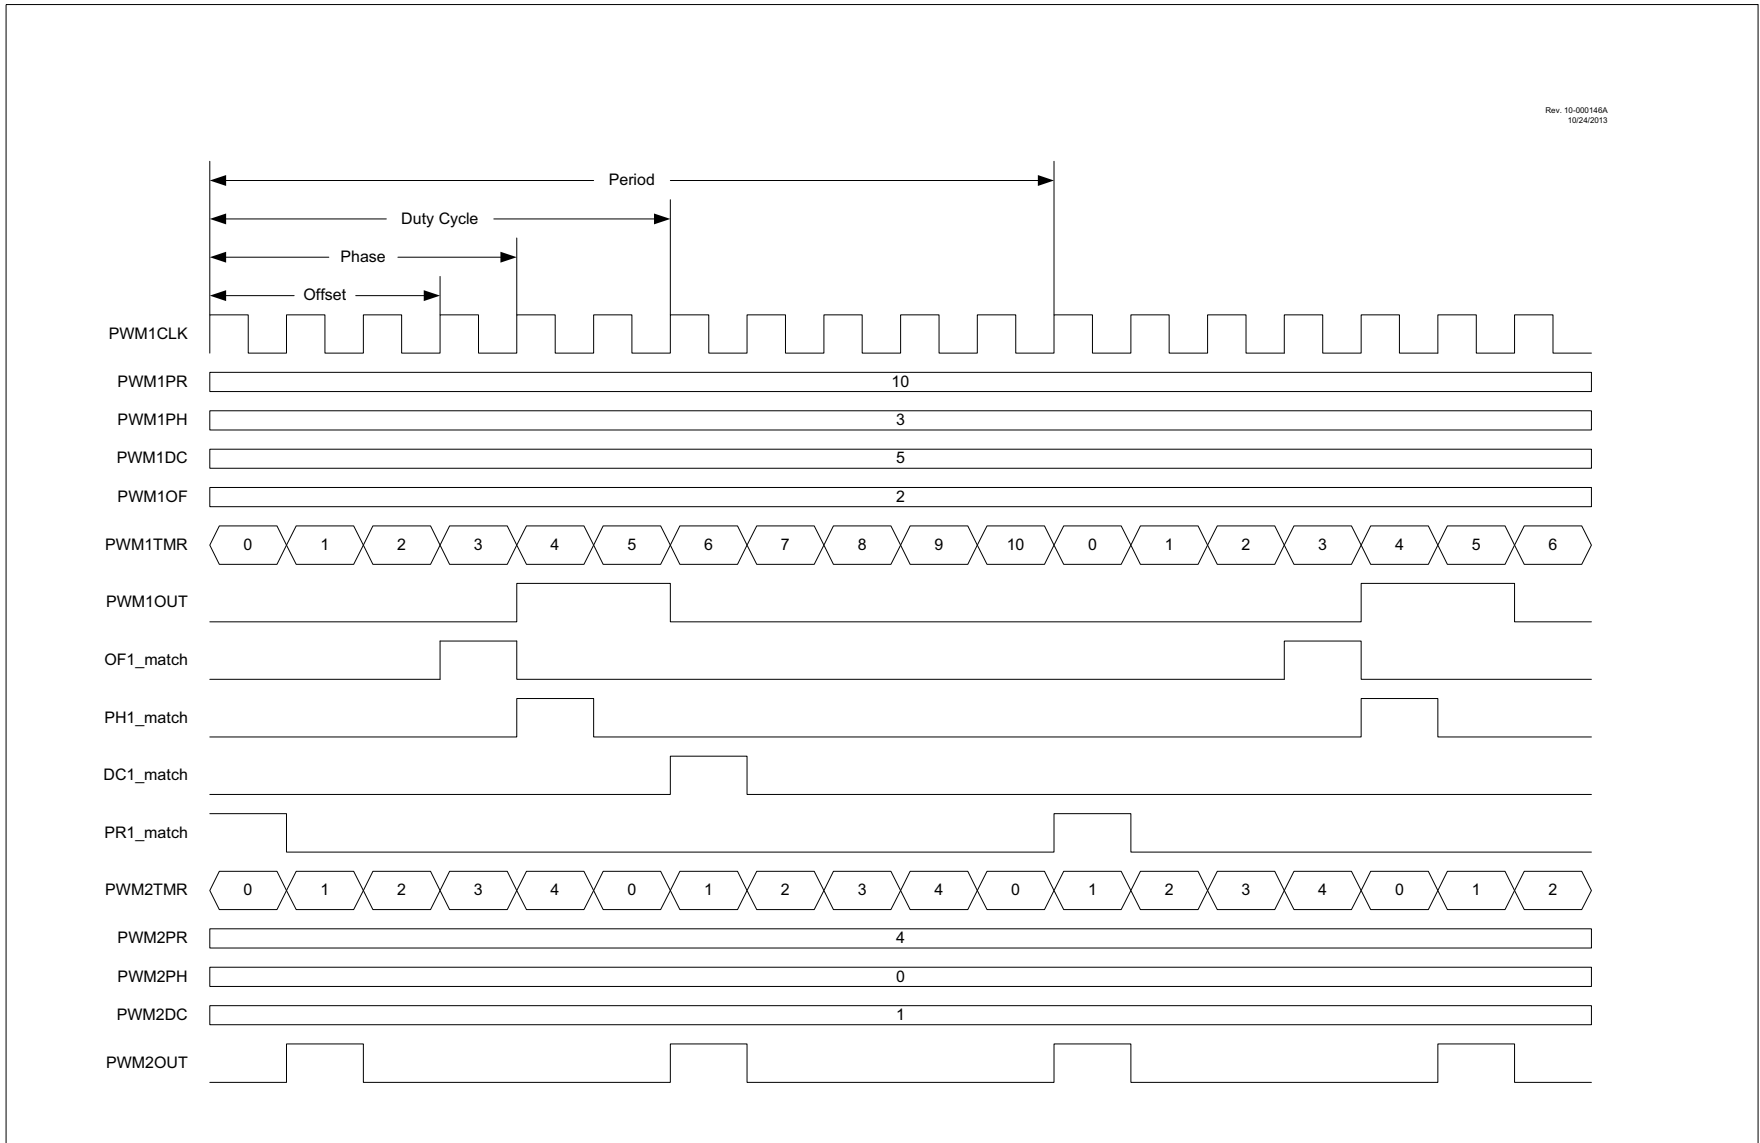 Rev. 10-000146A
10/24/2013
Period
Duty Cycle
Phase
Offset
PWM1CLK
PWM1PR 10
PWM1PH 3
PWM1DC 5
PWM1OF 2
PWM1TMR 0 1 2 3 4 5 6 7 8 9 10 0 1 2 3 4 5 6
PWM1OUT
OF1_match
PH1_match
DC1_match
PR1_match
PWM2TMR 0 1 2 3 4 0 1 2 3 4 0 1 2 3 4 0 1 2
PWM2PR 4
PWM2PH 0
PWM2DC 1
PWM2OUT